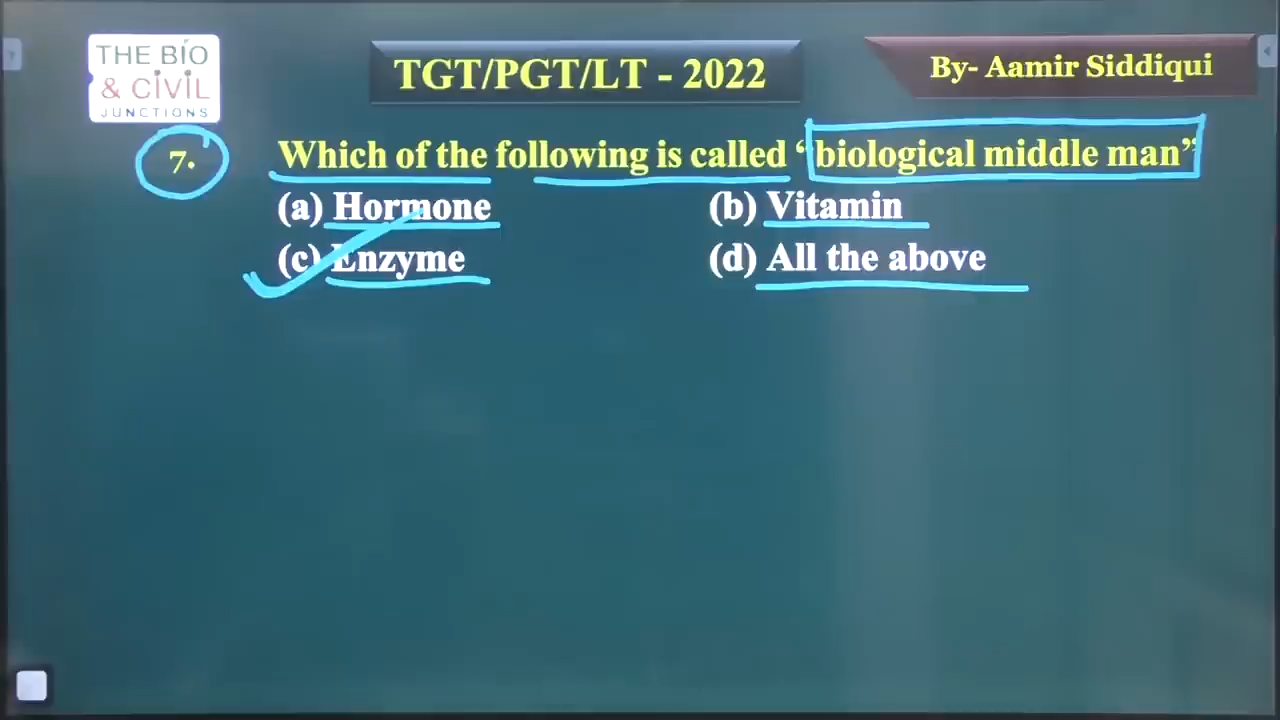 THE BIO
& CIVIL
JUNCTIONS
TGT/PGT/LT - 2022
By- Aamir Siddiqui
7. Which of the following is called “biological middle man”
(a) Hormone (b) Vitamin
(c) Enzyme (d) All the above